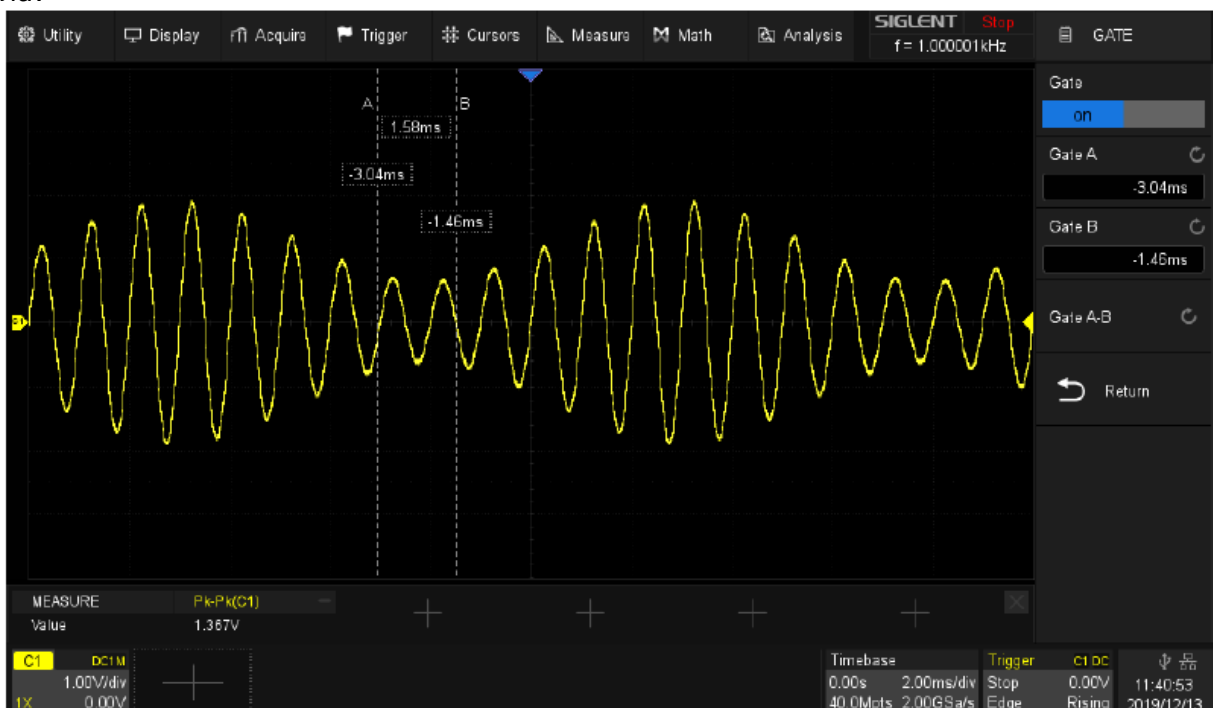 Utility Display Acquire Trigger Cursors Measure Math Analysis
SIGLENT Stop
f = 1.000001kHz
GATE
Gate
on
Gate A
-3.04ms
Gate B
-1.46ms
Gate A-B
Return
A B
1.58ms
-3.04ms
-1.46ms
C1
MEASURE Pk-Pk(C1)
Value 1.367V
C1 DC1M
1.00V/div
1X 0.00V
Timebase
0.00s 2.00ms/div
40.0Mpts 2.00GSa/s
Trigger C1 DC
Stop 0.00V
Edge Rising
11:40:53
2019/12/13